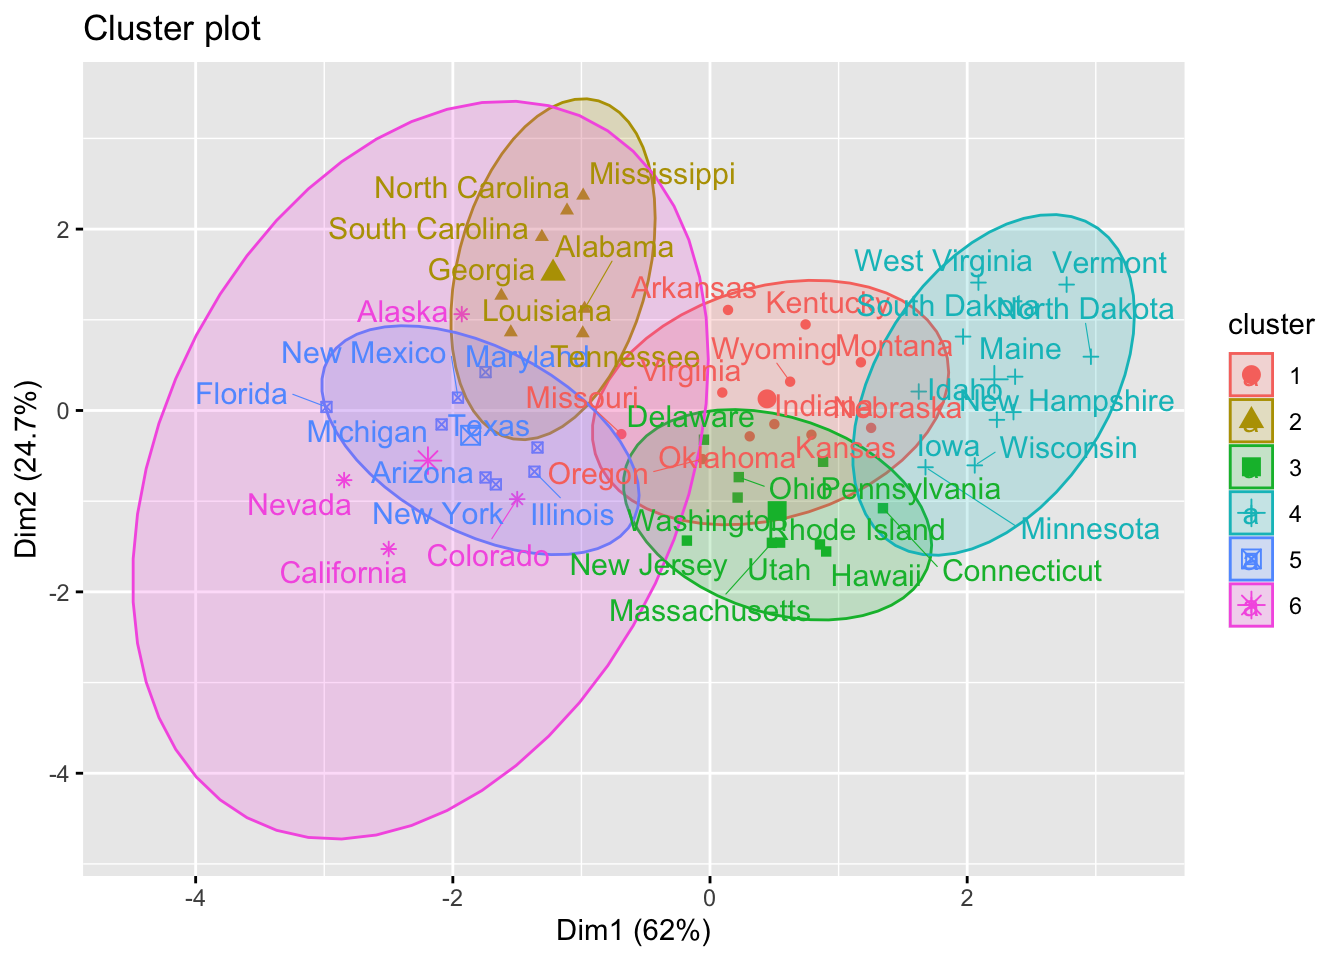 Cluster plot
Mississippi
North Carolina
South Carolina
Alabama
Georgia
West Virginia
Vermont
Arkansas
Kentucky
South Dakota
North Dakota
Alaska
Louisiana
New Mexico
Maryland
Tennessee
Wyoming
Montana
Maine
Virginia
Florida
Missouri
Idaho
Indiana
Nebraska
New Hampshire
Delaware
Michigan
Texas
Kansas
Iowa
Wisconsin
Oklahoma
Arizona
Oregon
Ohio
Pennsylvania
Nevada
New York
Illinois
Washington
Rhode Island
Minnesota
Colorado
California
New Jersey
Utah
Hawaii
Connecticut
Massachusetts
2
0
-2
-4
Dim2 (24.7%)
-4
-2
0
2
Dim1 (62%)
cluster
a 1
a 2
a 3
a 4
a 5
a 6